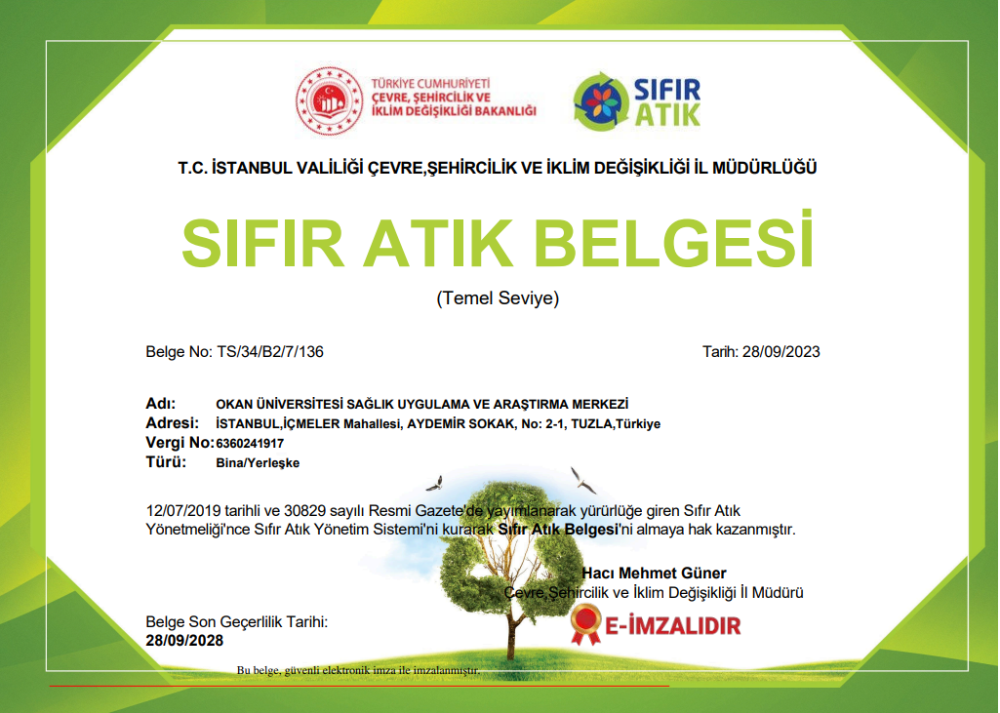 TÜRKİYE CUMHURİYETİ
ÇEVRE, ŞEHİRCİLİK VE
İKLİM DEĞİŞİKLİĞİ BAKANLIĞI
SIFIR
ATIK
T.C. İSTANBUL VALİLİĞİ ÇEVRE,ŞEHİRCİLİK VE İKLİM DEĞİŞİKLİĞİ İL MÜDÜRLÜĞÜ
SIFIR ATIK BELGESİ
(Temel Seviye)
Belge No: TS/34/B2/7/136 Tarih: 28/09/2023
Adı: OKAN ÜNİVERSİTESİ SAĞLIK UYGULAMA VE ARAŞTIRMA MERKEZİ
Adresi: İSTANBUL,İÇMELER Mahallesi, AYDEMİR SOKAK, No: 2-1, TUZLA,Türkiye
Vergi No: 6360241917
Türü: Bina/Yerleşke
12/07/2019 tarihli ve 30829 sayılı Resmi Gazete'de yayımlanarak yürürlüğe giren Sıfır Atık
Yönetmeliği'nce Sıfır Atık Yönetim Sistemi'ni kurarak Sıfır Atık Belgesi'ni almaya hak kazanmıştır.
Hacı Mehmet Güner
Çevre,Şehircilik ve İklim Değişikliği İl Müdürü
E-İMZALIDIR
Belge Son Geçerlilik Tarihi:
28/09/2028
Bu belge, güvenli elektronik imza ile imzalanmıştır.